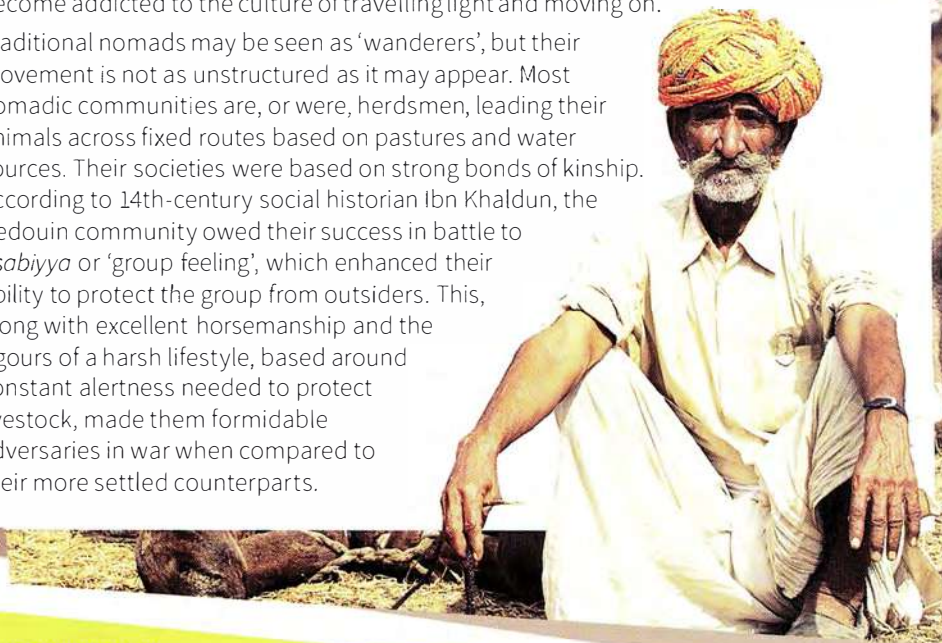 ecome addicted to the culture of travelling light and moving on.
raditional nomads may be seen as ‘wanderers’, but their
ovement is not as unstructured as it may appear. Most
omadic communities are, or were, herdsmen, leading their
nimals across fixed routes based on pastures and water
ources. Their societies were based on strong bonds of kinship.
ccording to 14th-century social historian Ibn Khaldun, the
edouin community owed their success in battle to
sabiyya or ‘group feeling’, which enhanced their
bility to protect the group from outsiders. This,
ong with excellent horsemanship and the
gours of a harsh lifestyle, based around
onstant alertness needed to protect
vestock, made them formidable
dversaries in war when compared to
eir more settled counterparts.